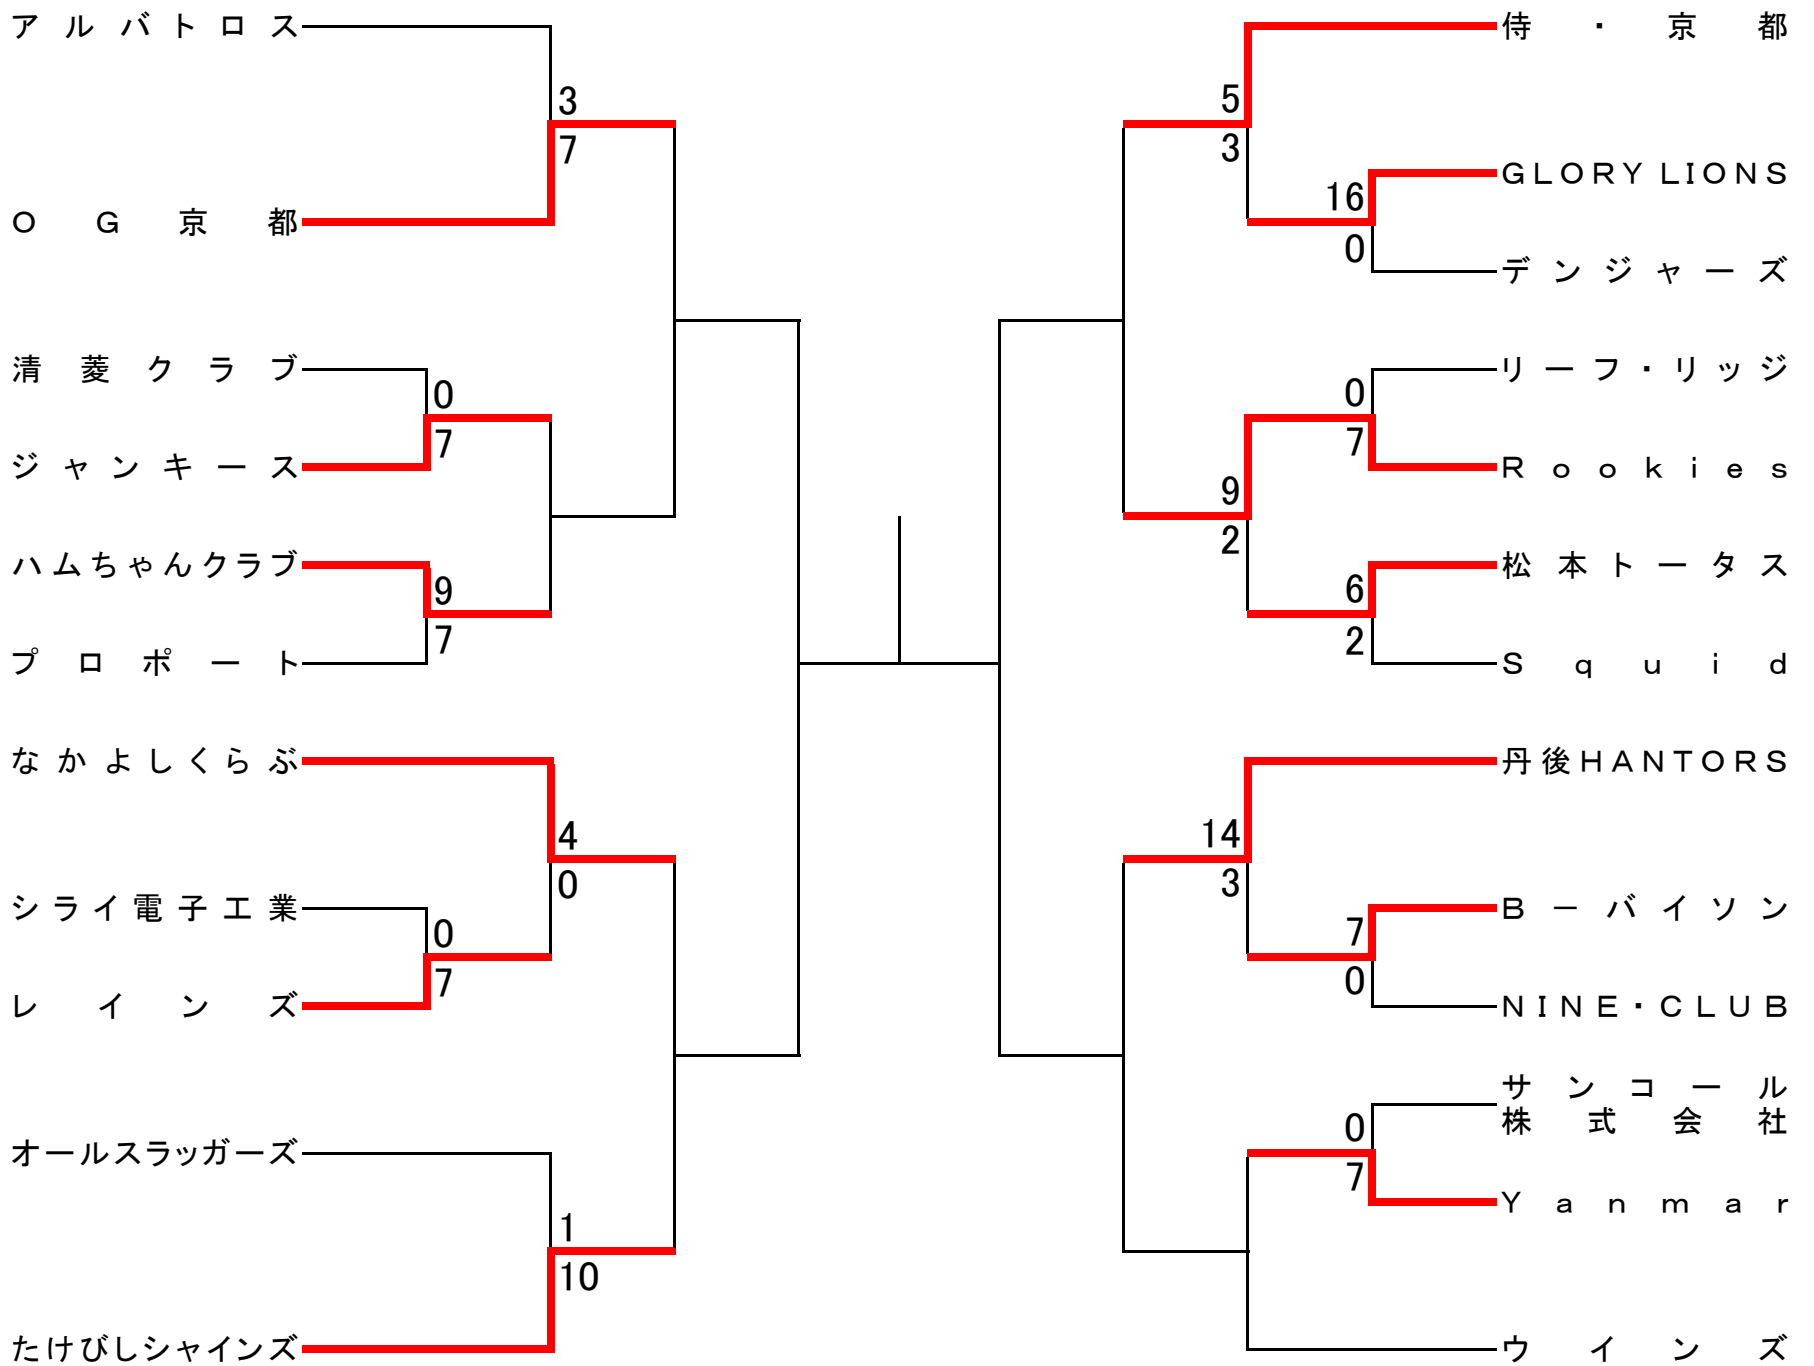 アルバトロス
3
7
OG京都
清菱クラブ
0
7
ジャンキース
ハムちゃんクラブ
9
7
プロポート
なかよしくらぶ
4
0
シライ電子工業
0
7
レインズ
オールスラッガーズ
1
10
たけびしシャインズ
侍・京都
5
3
GLORY LIONS
16
0
デンジャーズ
リーフ・リッジ
0
7
Rookies
9
2
松本トータス
6
2
Squid
丹後HANTORS
14
3
B－バイソン
7
0
NINE・CLUB
サンコール
株式会社
0
7
Yanmar
ウインズ